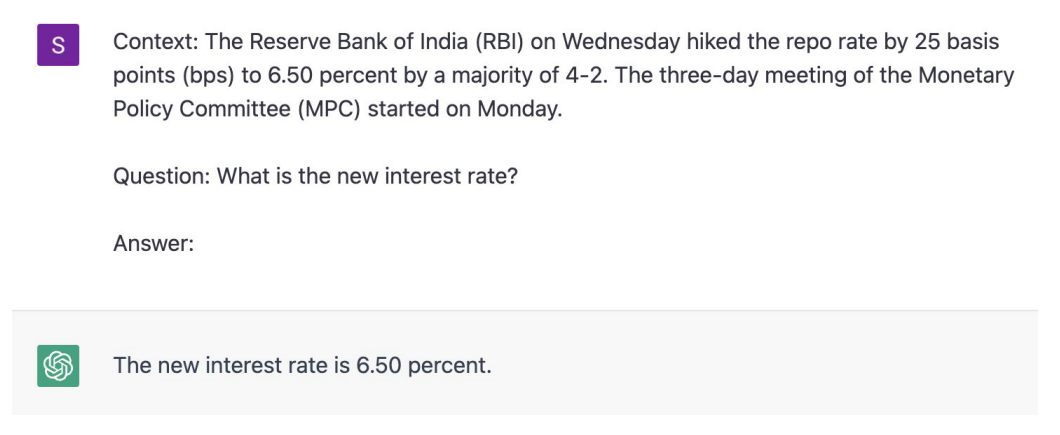 S
Context: The Reserve Bank of India (RBI) on Wednesday hiked the repo rate by 25 basis
points (bps) to 6.50 percent by a majority of 4-2. The three-day meeting of the Monetary
Policy Committee (MPC) started on Monday.
Question: What is the new interest rate?
Answer:
The new interest rate is 6.50 percent.